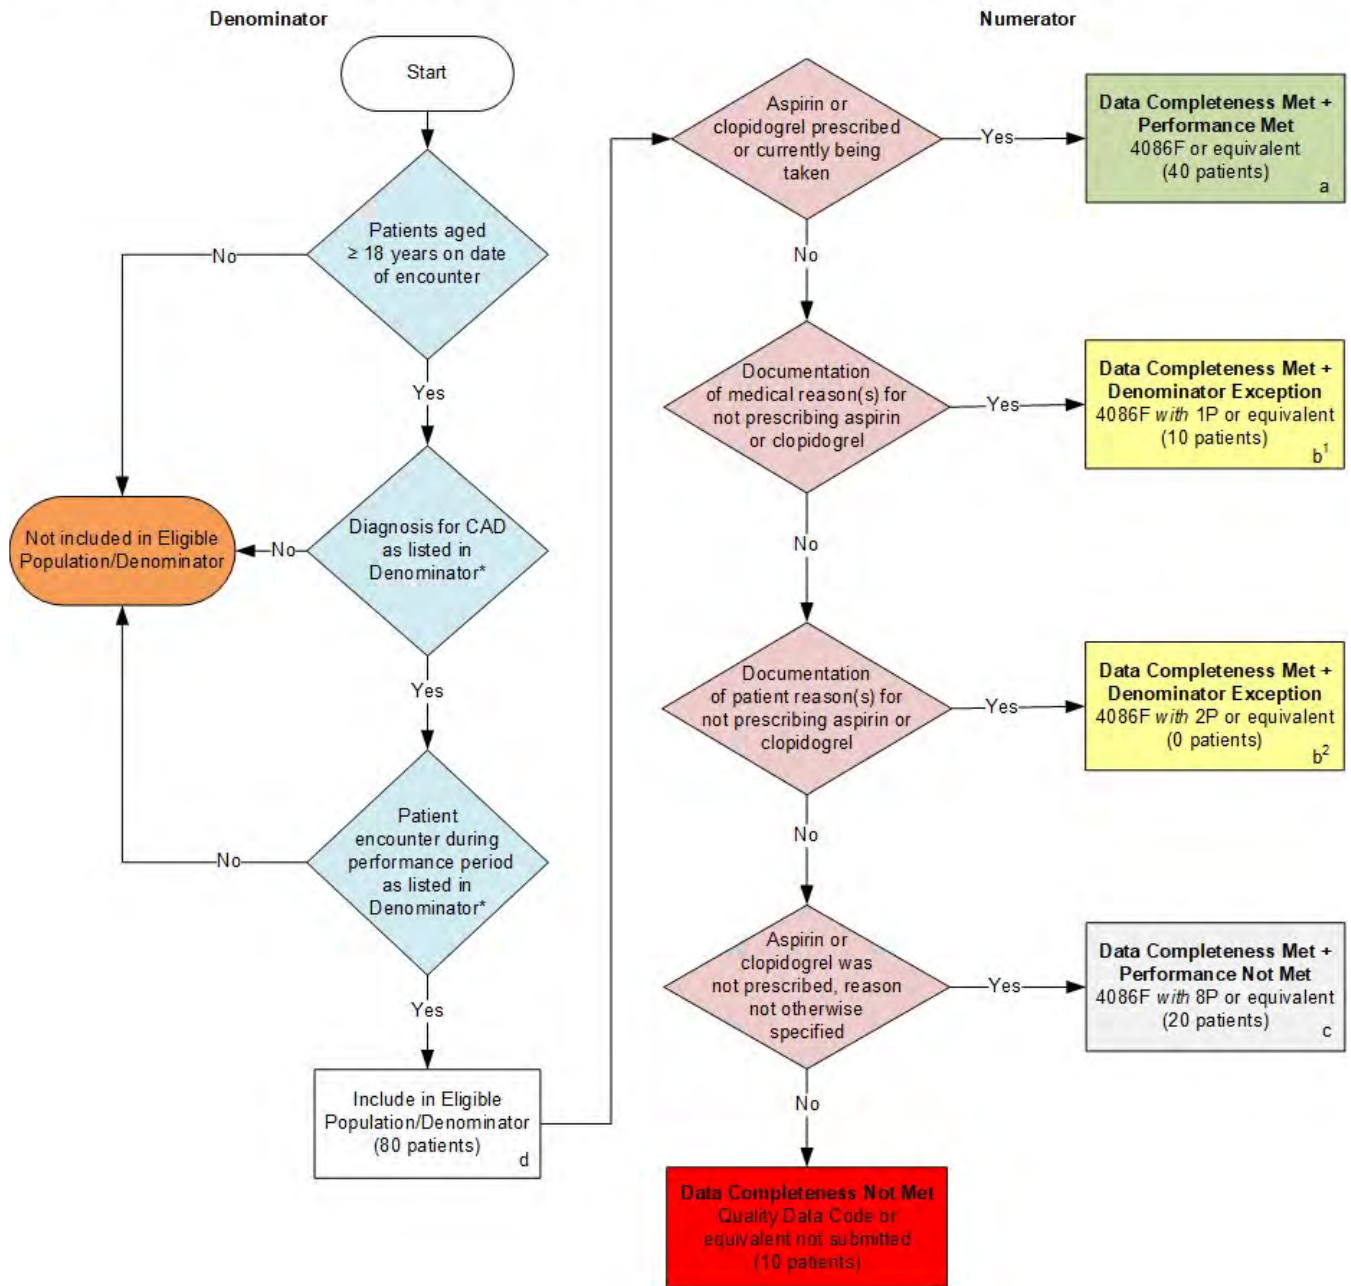 Denominator
Start
Patients aged
≥ 18 years on date
of encounter
No
Yes
Diagnosis for CAD
as listed in
Denominator*
No
Not included in Eligible
Population/Denominator
Yes
Patient
encounter during
performance period
as listed in
Denominator*
No
Yes
Include in Eligible
Population/Denominator
(80 patients)
d
Numerator
Aspirin or
clopidogrel prescribed
or currently being
taken
Yes
Data Completeness Met +
Performance Met
4086F or equivalent
(40 patients)
a
No
Documentation
of medical reason(s) for
not prescribing aspirin
or clopidogrel
Yes
Data Completeness Met +
Denominator Exception
4086F with 1P or equivalent
(10 patients)
b¹
No
Documentation
of patient reason(s) for
not prescribing aspirin or
clopidogrel
Yes
Data Completeness Met +
Denominator Exception
4086F with 2P or equivalent
(0 patients)
b²
No
Aspirin or
clopidogrel was
not prescribed, reason
not otherwise
specified
Yes
Data Completeness Met +
Performance Not Met
4086F with 8P or equivalent
(20 patients)
c
No
Data Completeness Not Met
Quality Data Code or
equivalent not submitted
(10 patients)